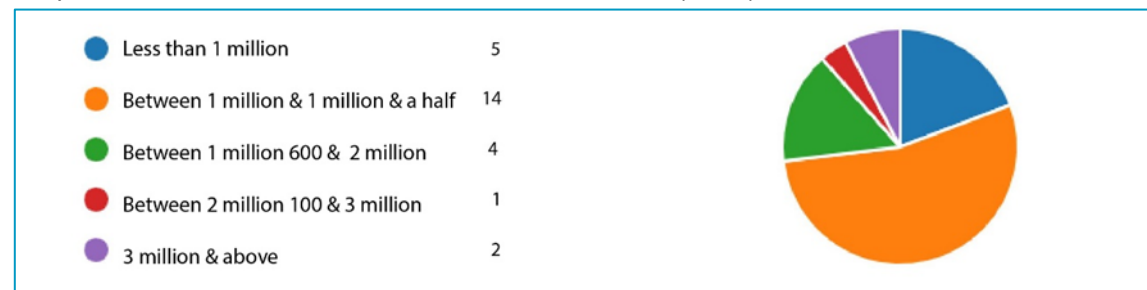 Less than 1 million 5
Between 1 million & 1 million & a half 14
Between 1 million 600 & 2 million 4
Between 2 million 100 & 3 million 1
3 million & above 2